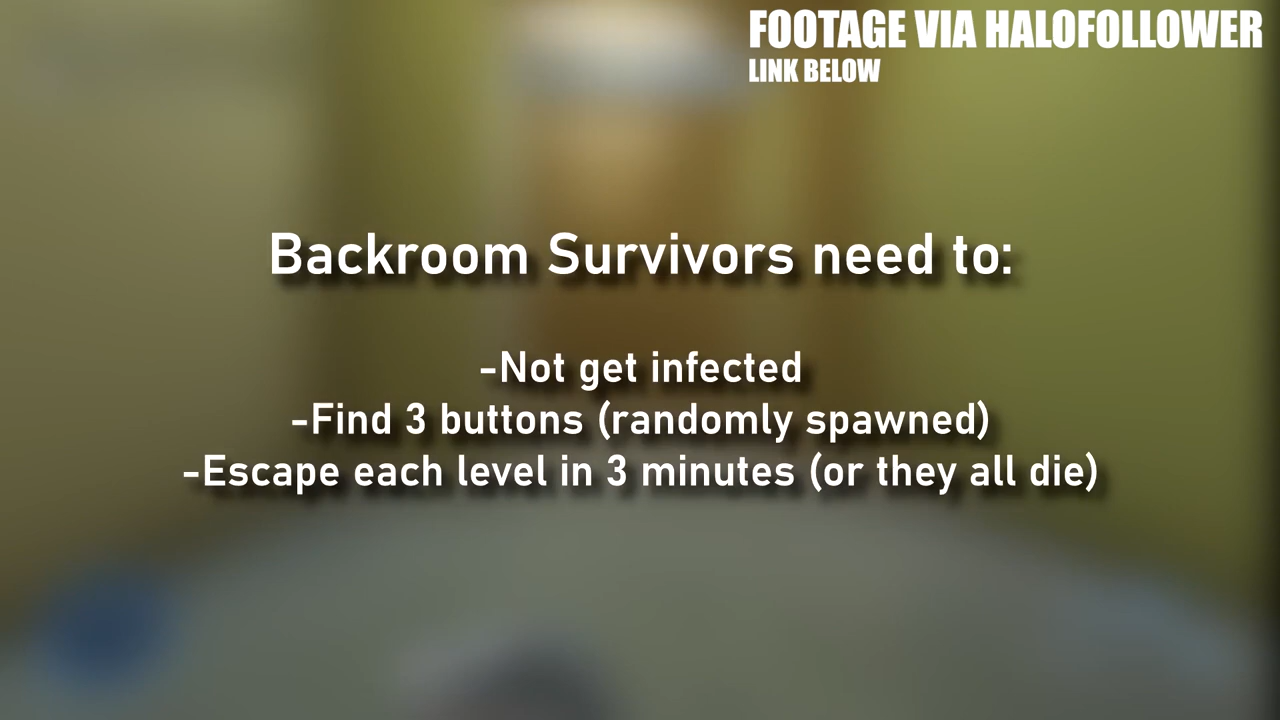 FOOTAGE VIA HALOFOLLOWER
LINK BELOW
Backroom Survivors need to:
-Not get infected
-Find 3 buttons (randomly spawned)
-Escape each level in 3 minutes (or they all die)